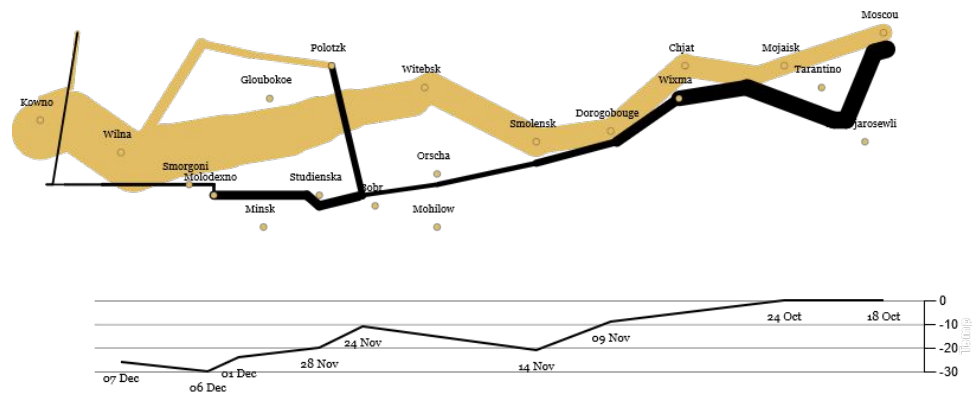 Moscou
Polotzk
Chjat
Mojaisk
Witebsk
Tarantino
Gloubokoe
Wixma
Kowno
Dorogobouge
Smolensk
jarosewli
Wilna
Orscha
Smorgoni
Molodexno
Studienska
Bobr
Minsk
Mohilow
0
24 Oct
18 Oct
-10
09 Nov
24 Nov
-20
28 Nov
14 Nov
-30
01 Dec
07 Dec
06 Dec